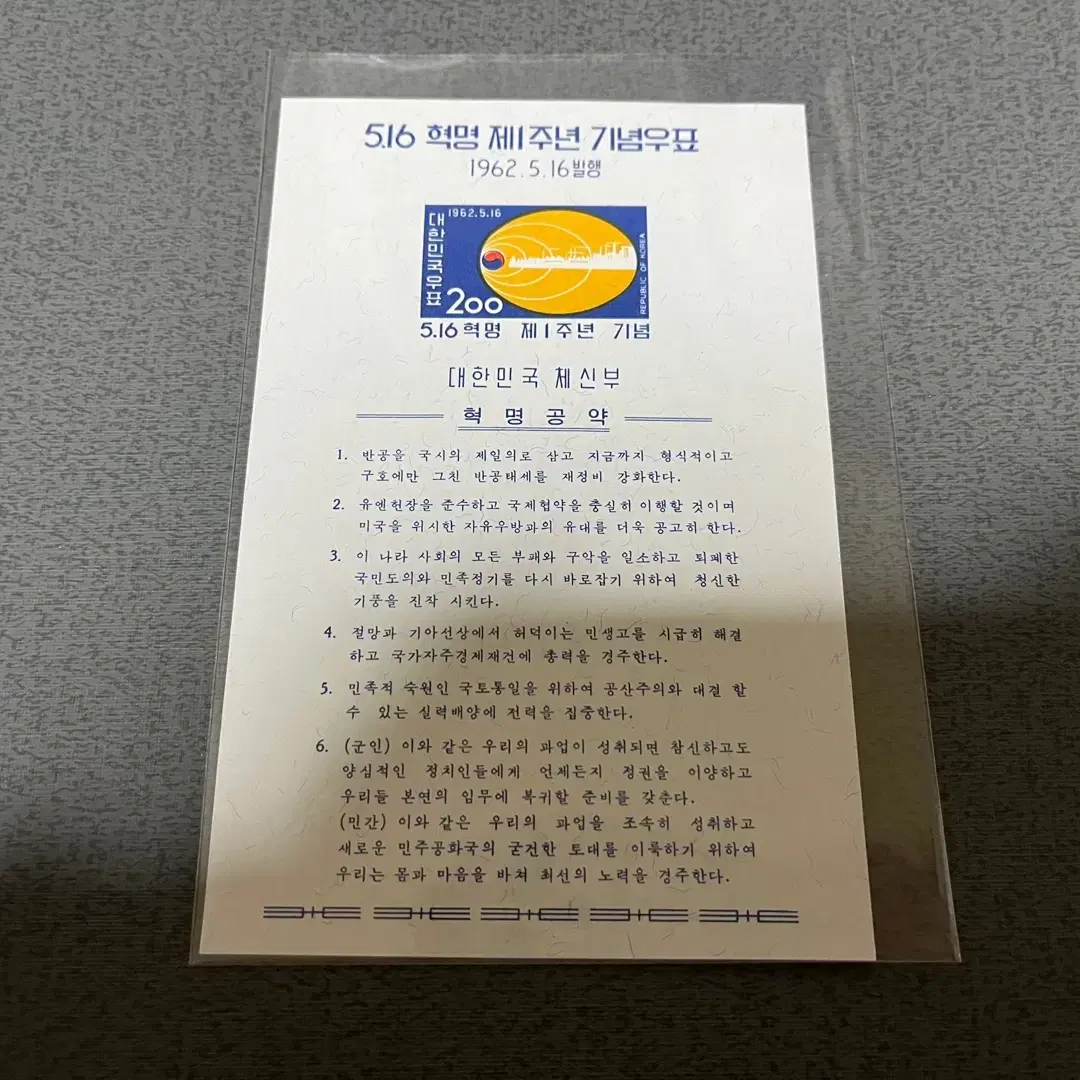 5.16 혁명 제1주년 기념우표
1962.5.16발행
1962.5.16
대한민국우표
200
REPUBLIC OF KOREA
5.16혁명 제1주년 기념
대한민국 체신부
혁명공약
1. 반공을 국시의 제일의로 삼고 지금까지 형식적이고
구호에만 그친 반공태세를 재정비 강화한다.
2. 유엔헌장을 준수하고 국제협약을 충실히 이행할 것이며
미국을 위시한 자유우방과의 유대를 더욱 공고히 한다.
3. 이 나라 사회의 모든 부패와 구악을 일소하고 퇴폐한
국민도의와 민족정기를 다시 바로잡기 위하여 청신한
기풍을 진작 시킨다.
4. 절망과 기아선상에서 허덕이는 민생고를 시급히 해결
하고 국가자주경제재건에 총력을 경주한다.
5. 민족적 숙원인 국토통일을 위하여 공산주의와 대결 할
수 있는 실력배양에 전력을 집중한다.
6. (군인) 이와 같은 우리의 과업이 성취되면 참신하고도
양심적인 정치인들에게 언제든지 정권을 이양하고
우리들 본연의 임무에 복귀할 준비를 갖춘다.
(민간) 이와 같은 우리의 과업을 조속히 성취하고
새로운 민주공화국의 굳건한 토대를 이룩하기 위하여
우리는 몸과 마음을 바쳐 최선의 노력을 경주한다.